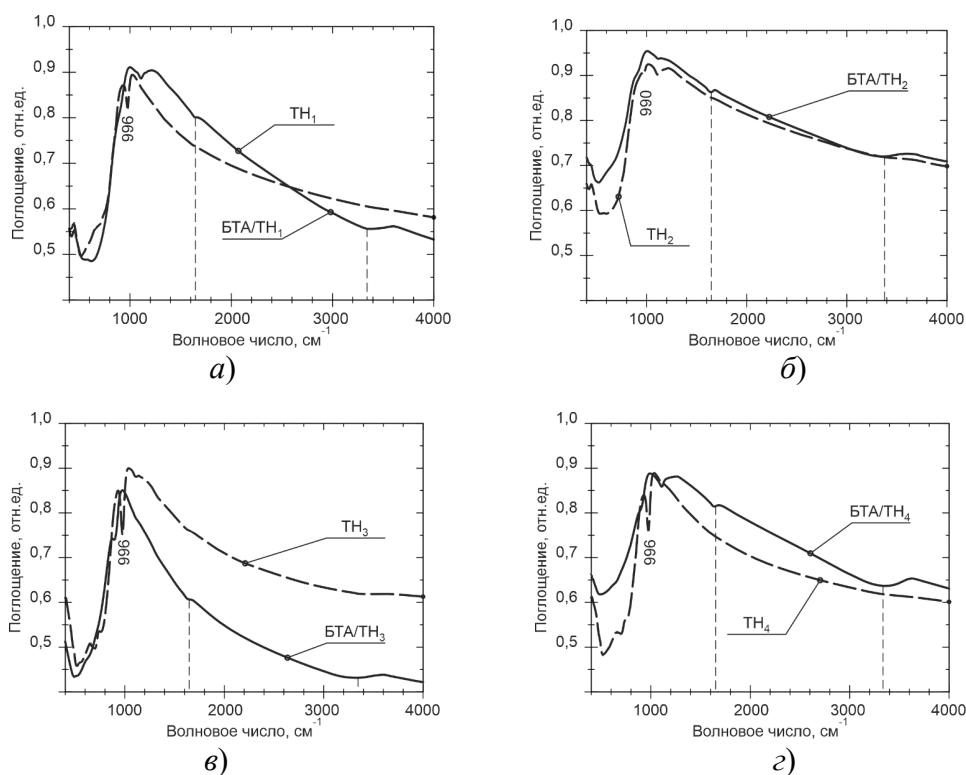 1,0
0,9
0,8
0,7
0,6
0,5
Поглощение, отн.ед.
996
ТН1
БТА/ТН1
1000 2000 3000 4000
Волновое число, см-1
а)
1,0
0,9
0,8
0,7
0,6
0,5
Поглощение, отн.ед.
990
БТА/ТН2
ТН2
1000 2000 3000 4000
Волновое число, см-1
б)
1,0
0,9
0,8
0,7
0,6
0,5
Поглощение, отн.ед.
996
ТН3
БТА/ТН3
1000 2000 3000 4000
Волновое число, см-1
в)
1,0
0,9
0,8
0,7
0,6
0,5
Поглощение, отн.ед.
996
БТА/ТН4
ТН4
1000 2000 3000 4000
Волновое число, см-1
г)